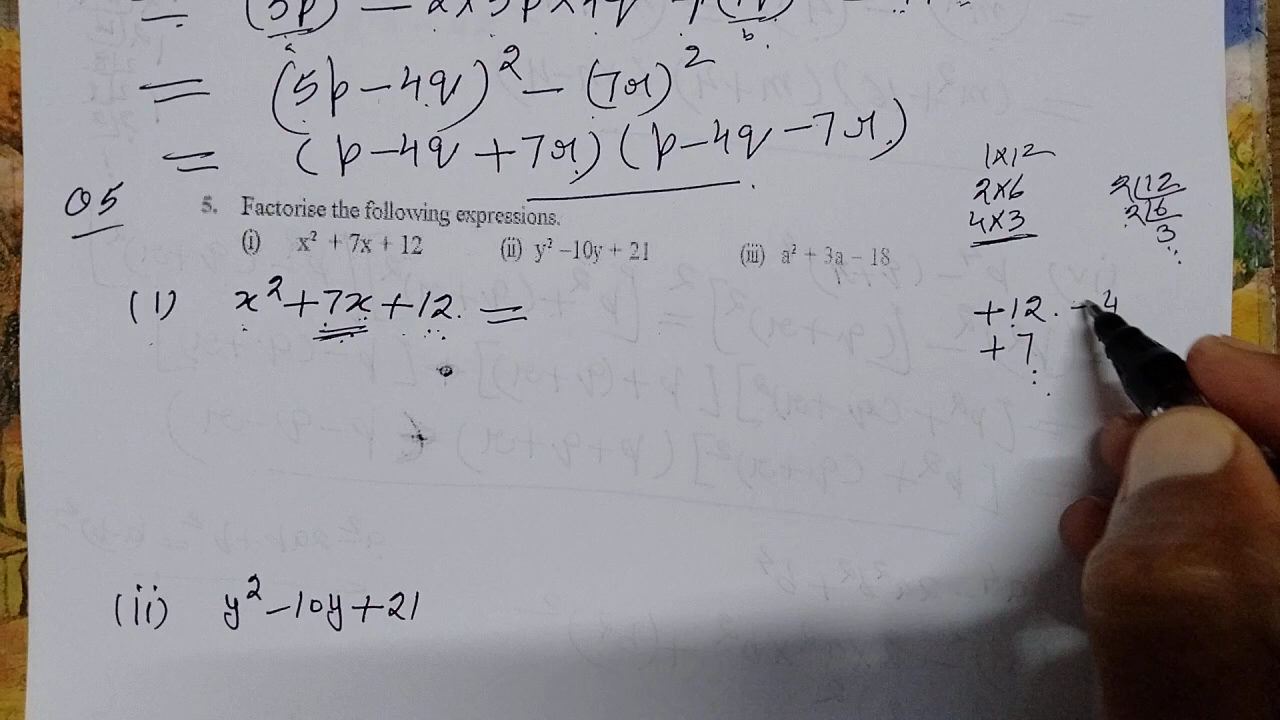 = (5p - 4q)² - (7r)²
= (p - 4q + 7r) (p - 4q - 7r)
1×12
2×6
4×3
2 12
2 6
3
Q5
5. Factorise the following expressions.
(i) x² + 7x + 12 (ii) y² –10y + 21 (iii) a² + 3a – 18
(1) x² + 7x + 12 =
+12 4
+7
(ii) y² - 10y + 21